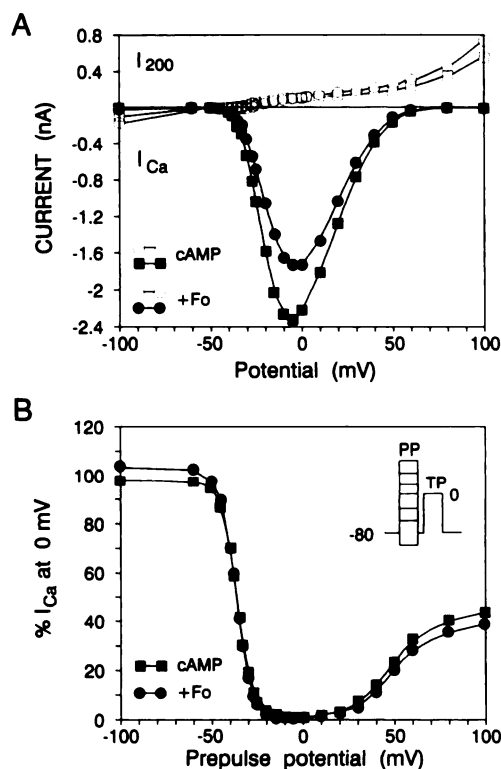 A
0.8
0.4
-0.4
-0.8
-1.2
-1.6
-2
-2.4
CURRENT (nA)
I200
ICa
cAMP
+Fo
-100 -50 0 50 100
Potential (mV)
B
120
100
80
60
40
20
0
% ICa at 0 mV
PP
TP
0
-80
cAMP
+Fo
-100 -50 0 50 100
Prepulse potential (mV)